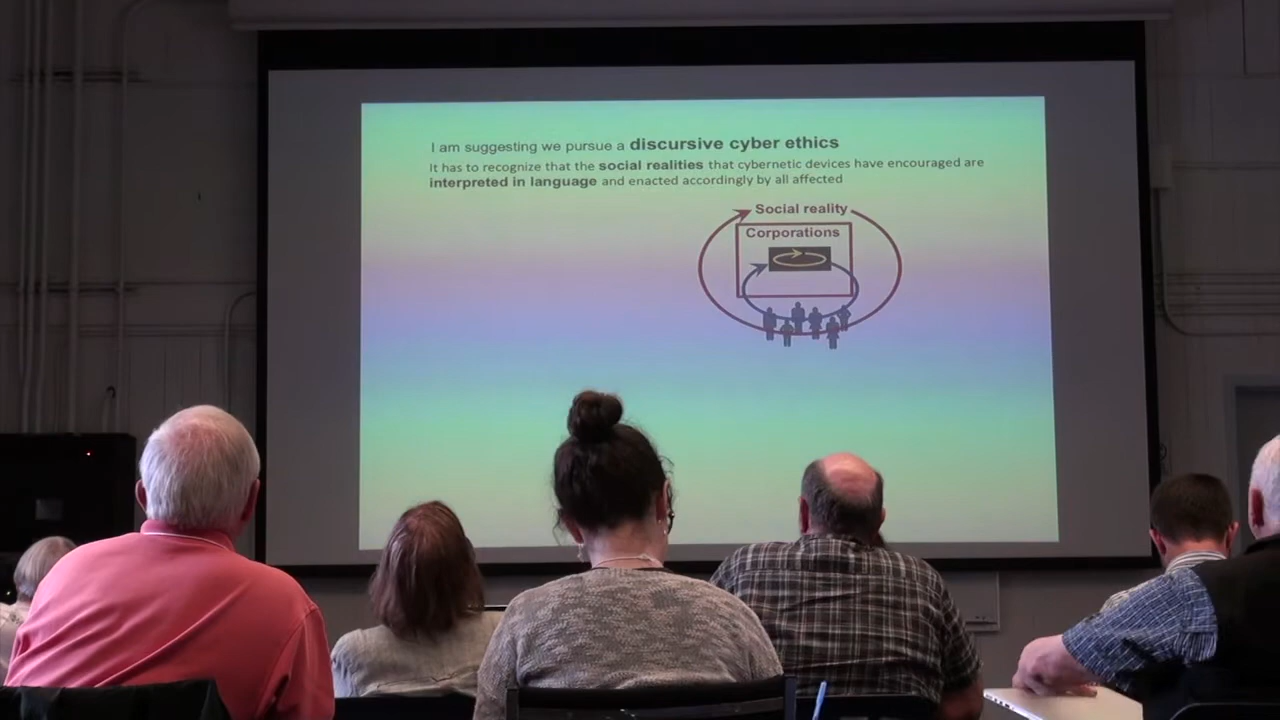 I am suggesting we pursue a discursive cyber ethics
It has to recognize that the social realities that cybernetic devices have encouraged are
interpreted in language and enacted accordingly by all affected
Social reality
Corporations